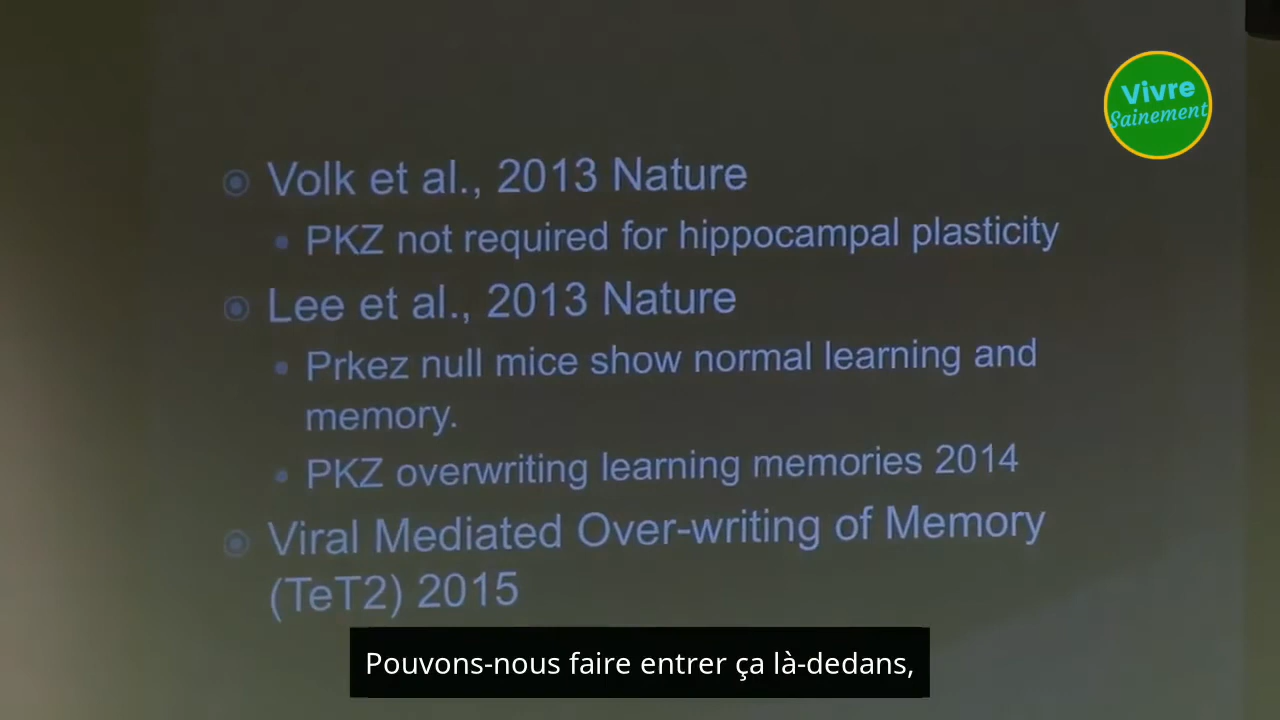 Vivre
Sainement
Volk et al., 2013 Nature
PKZ not required for hippocampal plasticity
Lee et al., 2013 Nature
Prkez null mice show normal learning and
memory.
PKZ overwriting learning memories 2014
Viral Mediated Over-writing of Memory
(TeT2) 2015
Pouvons-nous faire entrer ça là-dedans,